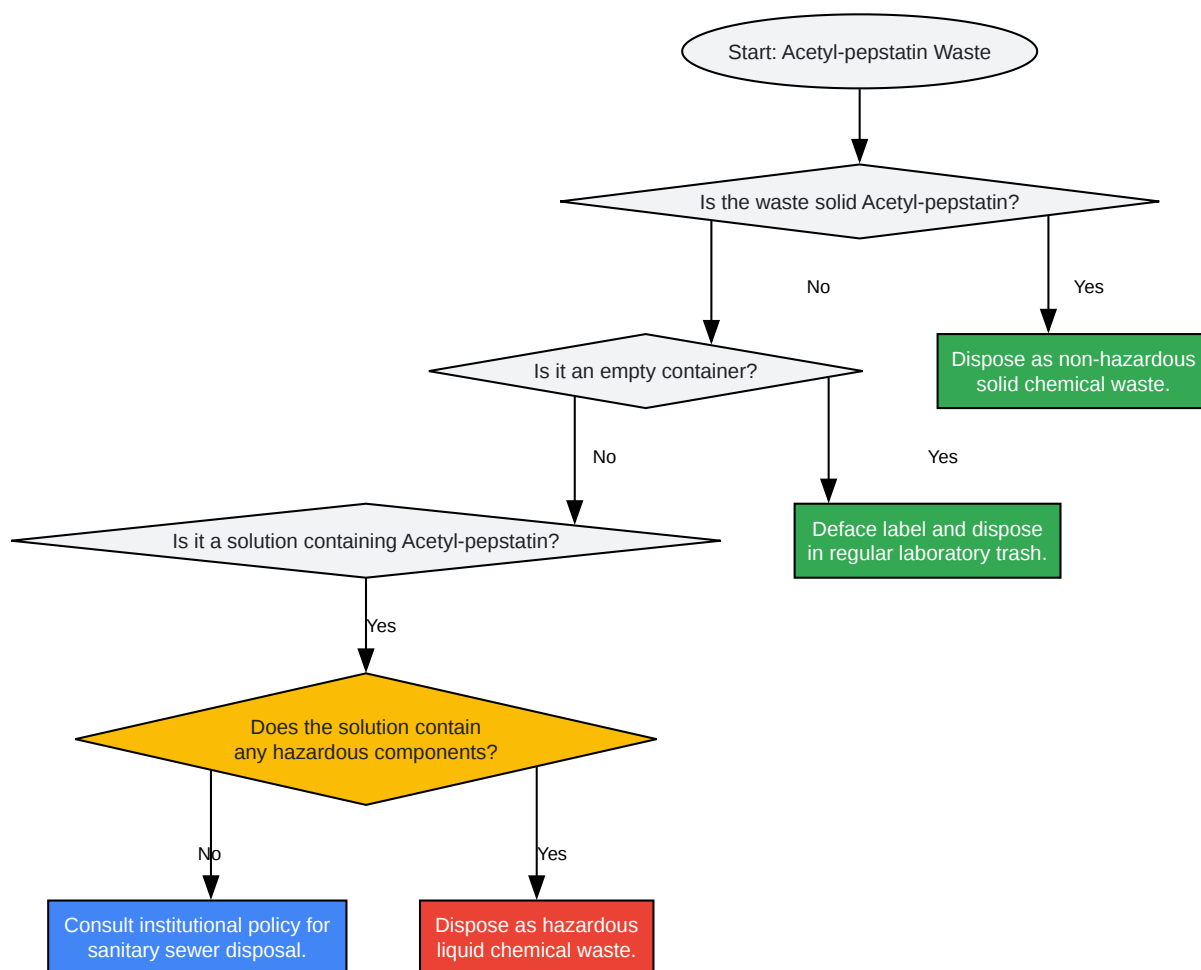 Start: Acetyl-pepstatin Waste
Is the waste solid Acetyl-pepstatin?
No
Yes
Is it an empty container?
Dispose as non-hazardous
solid chemical waste.
No
Yes
Is it a solution containing Acetyl-pepstatin?
Deface label and dispose
in regular laboratory trash.
Yes
Does the solution contain
any hazardous components?
No
Yes
Consult institutional policy for
sanitary sewer disposal.
Dispose as hazardous
liquid chemical waste.